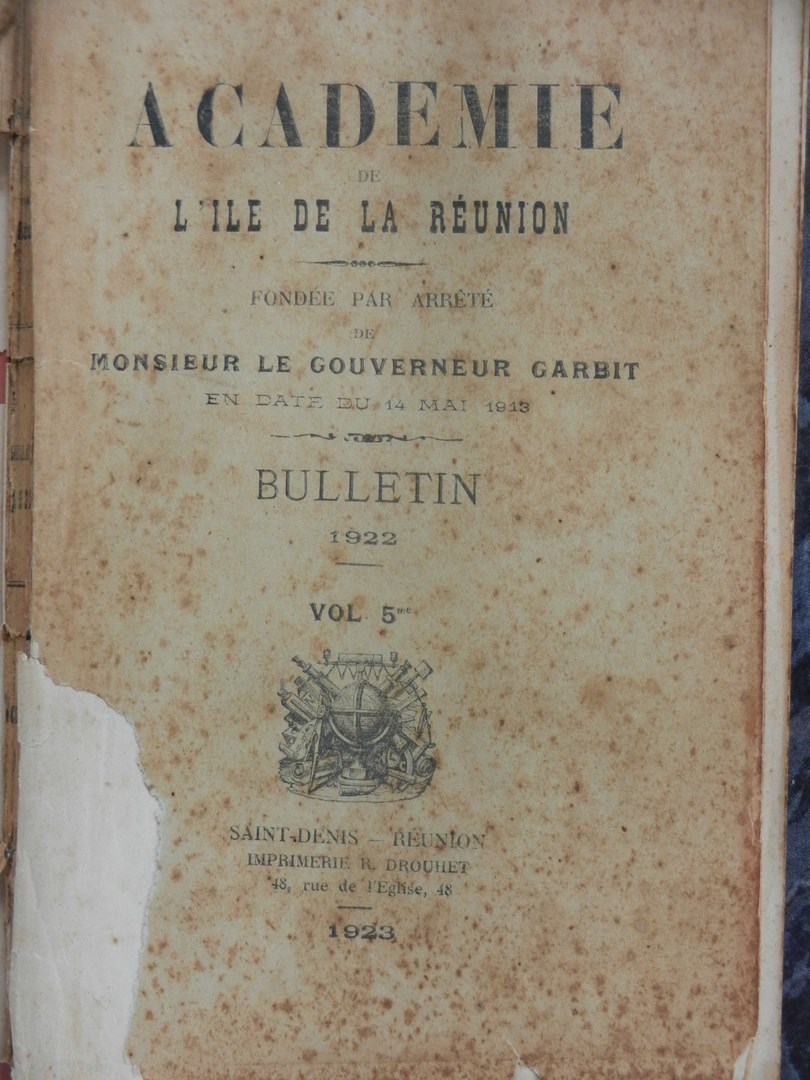 ACADEMIE
DE
L'ILE DE LA RÉUNION
FONDÉE PAR ARRÊTÉ
DE
MONSIEUR LE GOUVERNEUR GARBIT
EN DATE DU 14 MAI 1913
BULLETIN
1922
VOL 5me
SAINT-DENIS — RÉUNION
IMPRIMERIE R. DROUHET
48, rue de l'Eglise, 48
1923